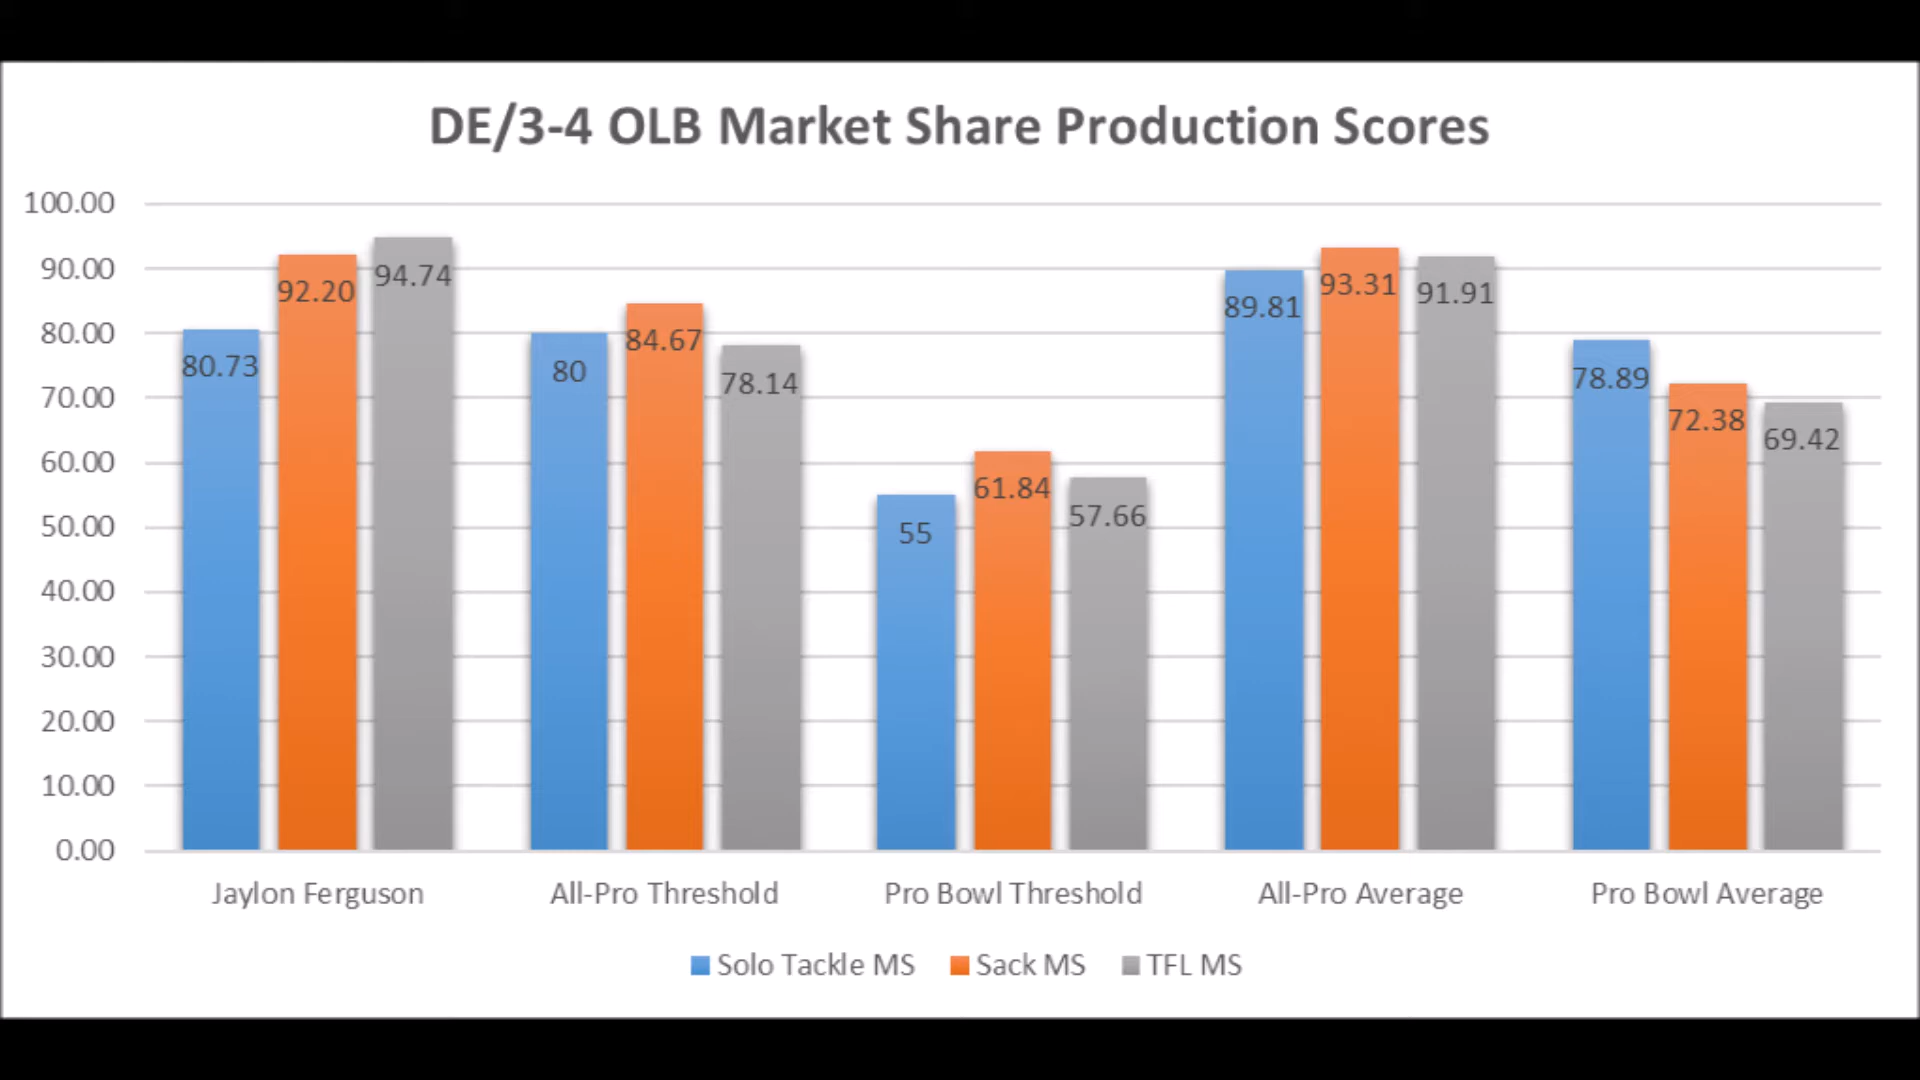 DE/3-4 OLB Market Share Production Scores
100.00
90.00
80.00
70.00
60.00
50.00
40.00
30.00
20.00
10.00
0.00
80.73
92.20
94.74
80
84.67
78.14
55
61.84
57.66
89.81
93.31
91.91
78.89
72.38
69.42
Jaylon Ferguson
All-Pro Threshold
Pro Bowl Threshold
All-Pro Average
Pro Bowl Average
Solo Tackle MS
Sack MS
TFL MS